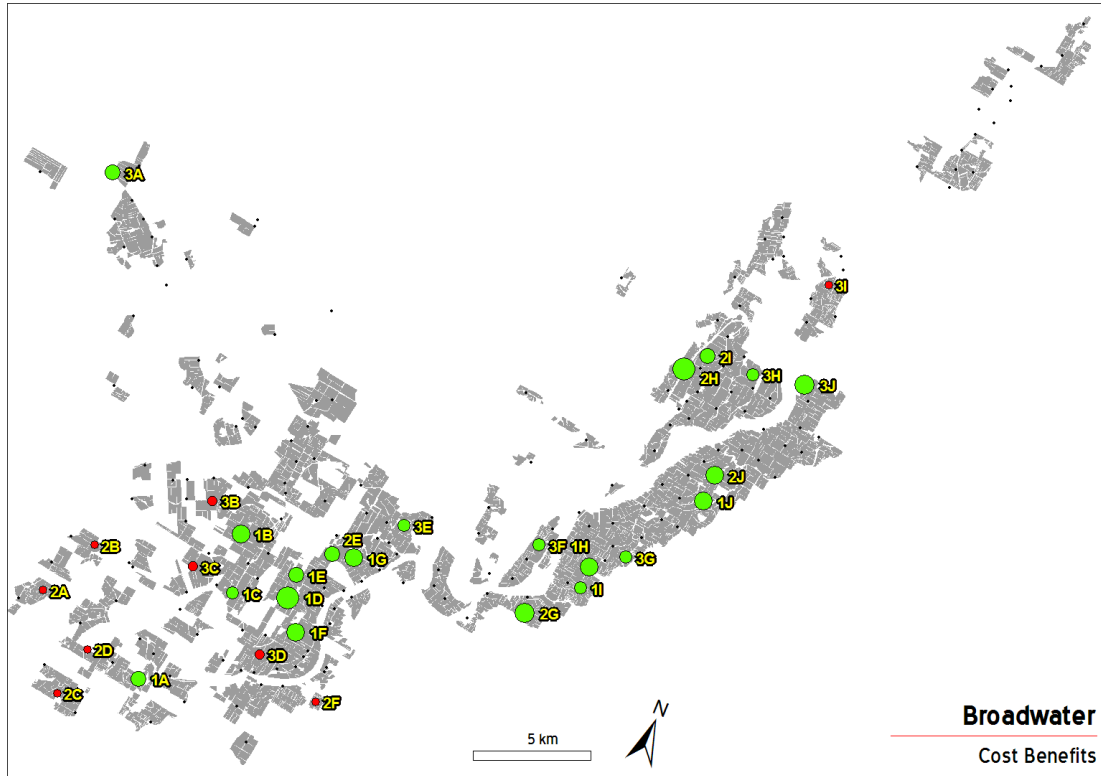 3A
3I
2I
2H
3H
3J
2J
1J
3B
1B
3E
2E
1G
3F
1H
3G
2B
3C
1E
2A
1C
1D
1I
2G
1F
2D
3D
1A
2C
2F
N
5 km
Broadwater
Cost Benefits